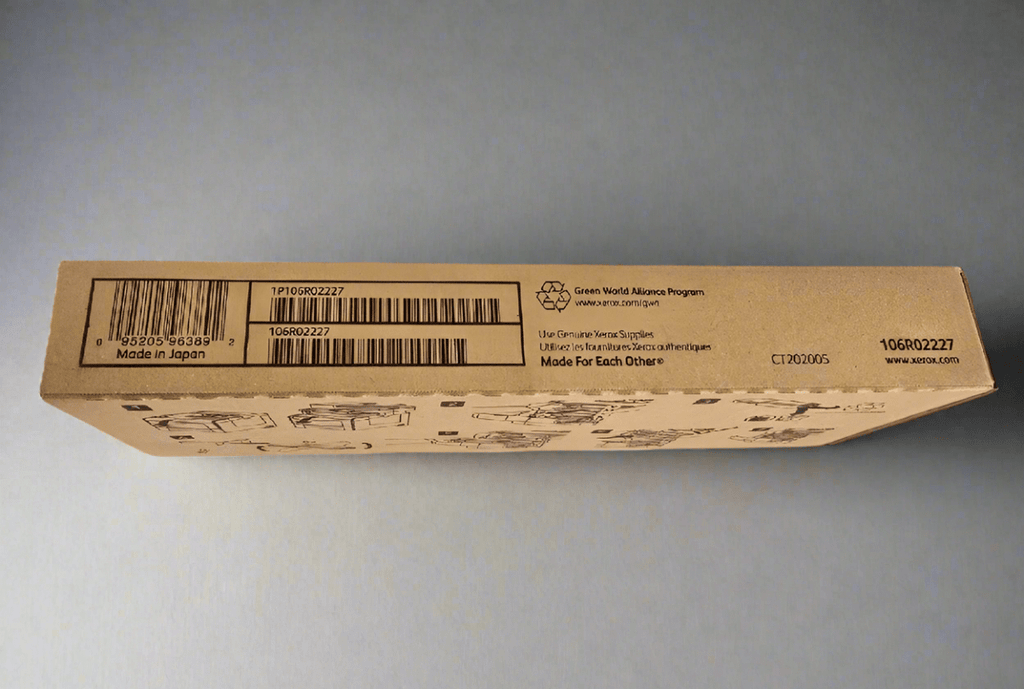 0 95205 96389 2
Made in Japan
1P106R02227
106R02227
Green World Alliance Program
www.xerox.com/gwa
Use Genuine Xerox Supplies
Utilisez les fournitures Xerox authentiques
Made For Each Other®
CT202005
106R02227
www.xerox.com